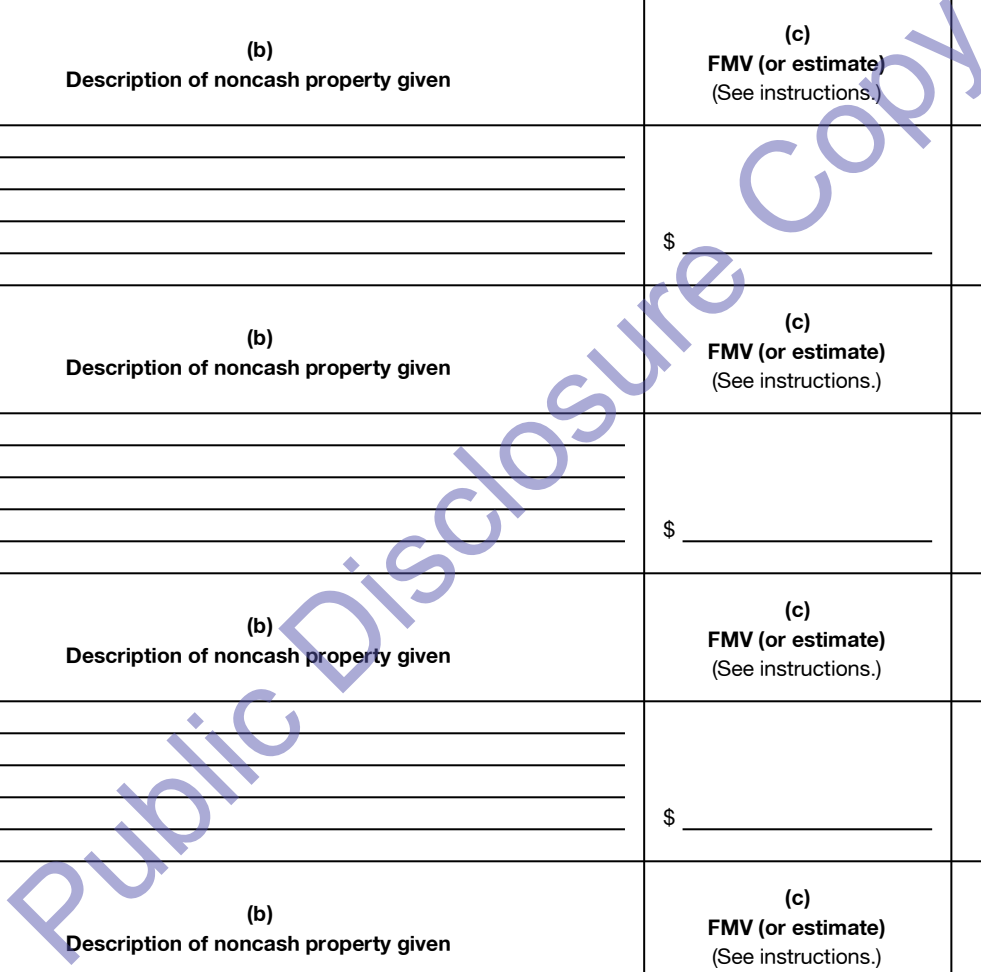 (b)
Description of noncash property given
(c)
FMV (or estimate)
(See instructions.)
$
(b)
Description of noncash property given
(c)
FMV (or estimate)
(See instructions.)
$
(b)
Description of noncash property given
(c)
FMV (or estimate)
(See instructions.)
$
(b)
Description of noncash property given
(c)
FMV (or estimate)
(See instructions.)
Public Disclosure Copy